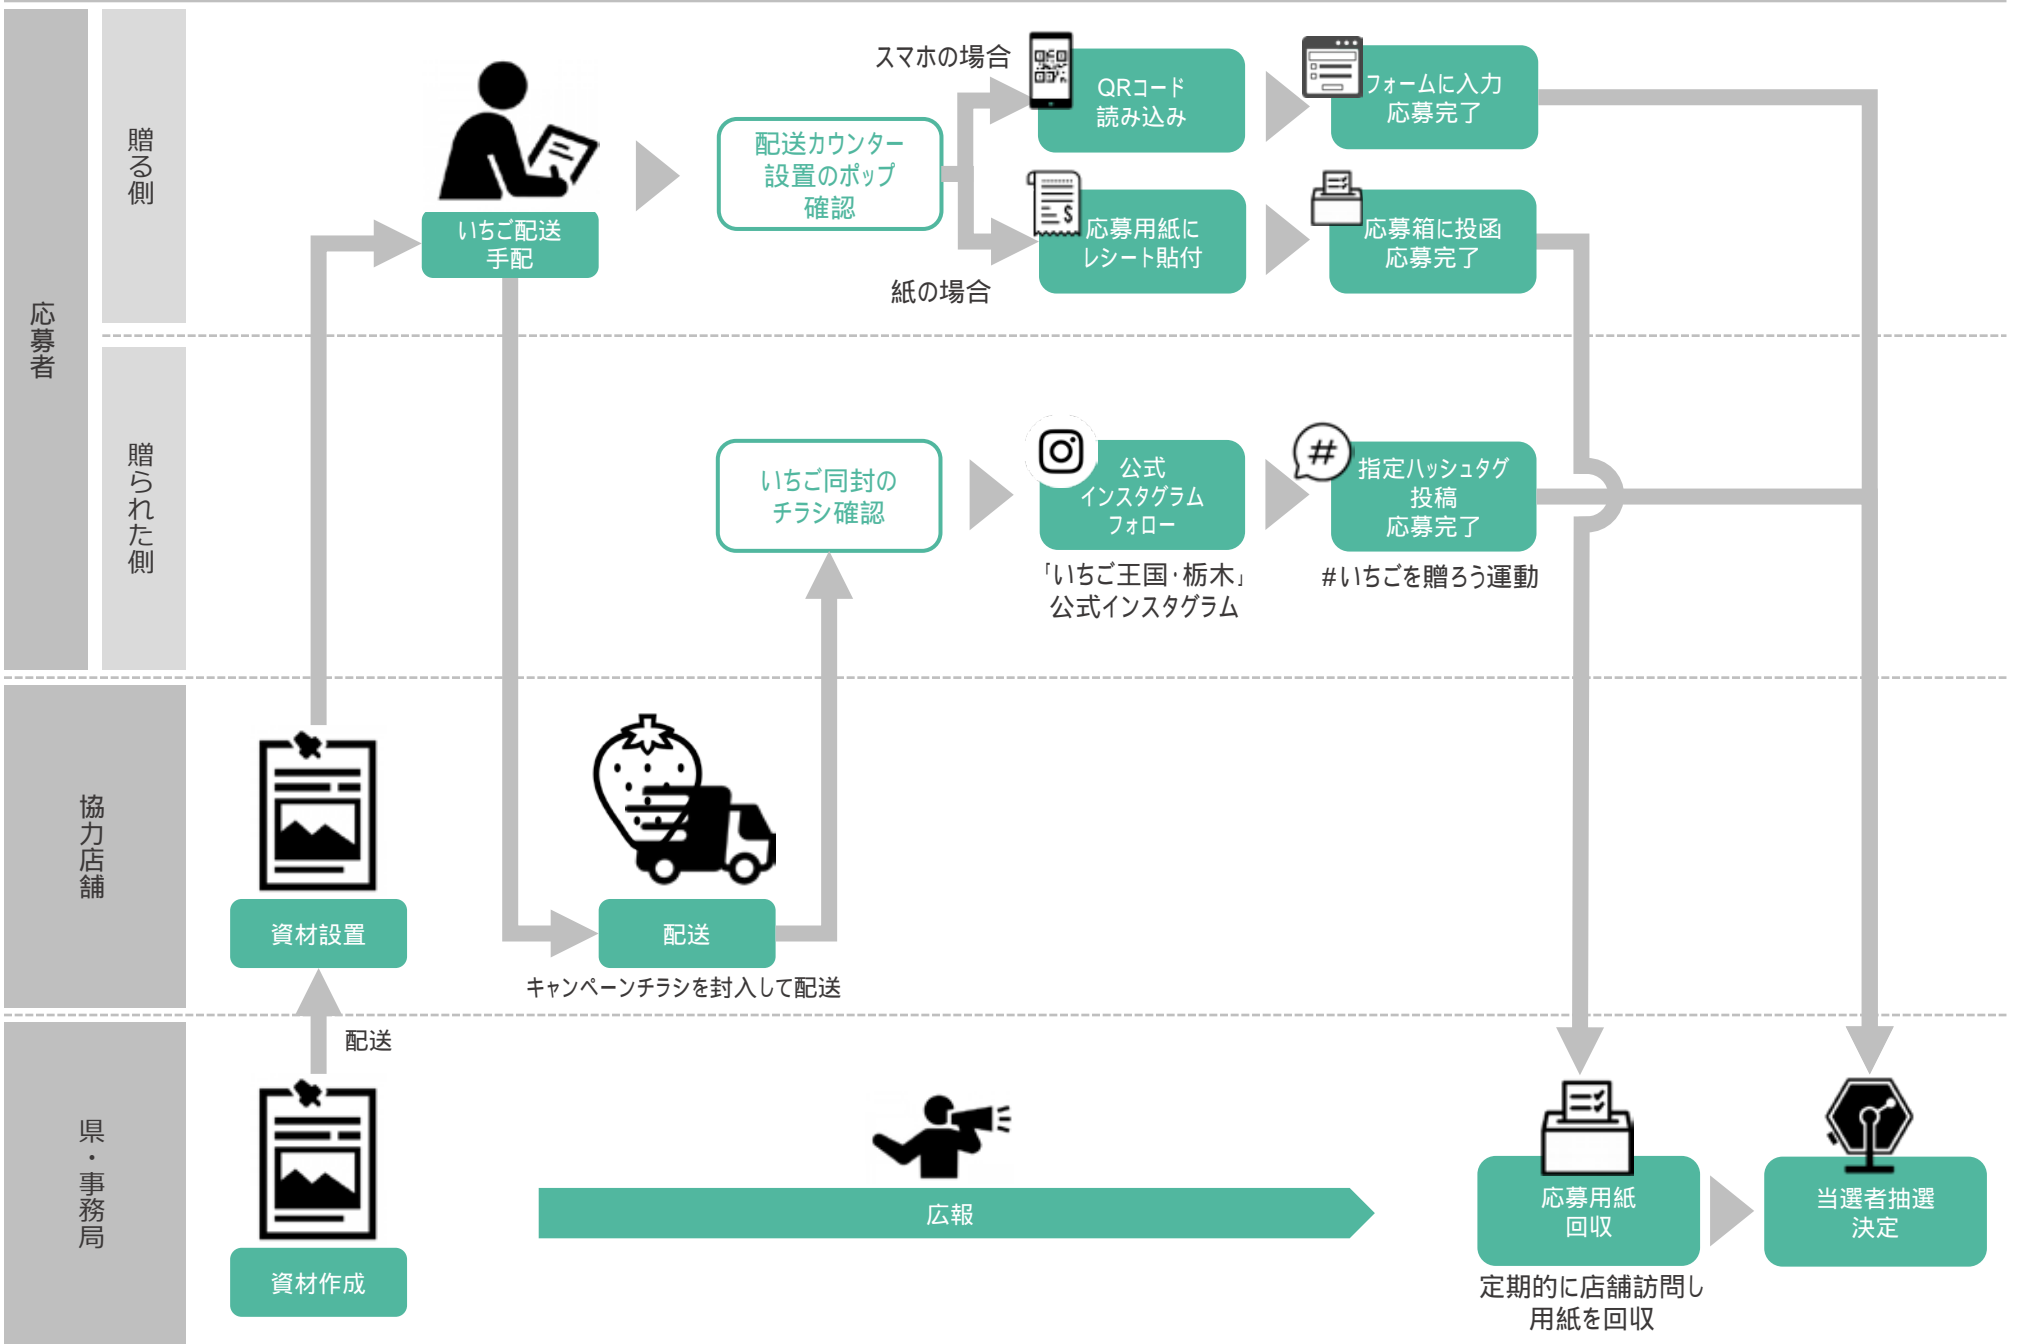 応募者
贈る側
スマホの場合
QRコード
読み込み
フォームに入力
応募完了
配送カウンター
設置のポップ
確認
いちご配送
手配
応募用紙に
レシート貼付
応募箱に投函
応募完了
紙の場合
贈られた側
いちご同封の
チラシ確認
公式
インスタグラム
フォロー
指定ハッシュタグ
投稿
応募完了
「いちご王国・栃木」
公式インスタグラム
#いちごを贈ろう運動
協力店舗
資材設置
配送
キャンペーンチラシを封入して配送
県・事務局
配送
資材作成
広報
応募用紙
回収
当選者抽選
決定
定期的に店舗訪問し
用紙を回収